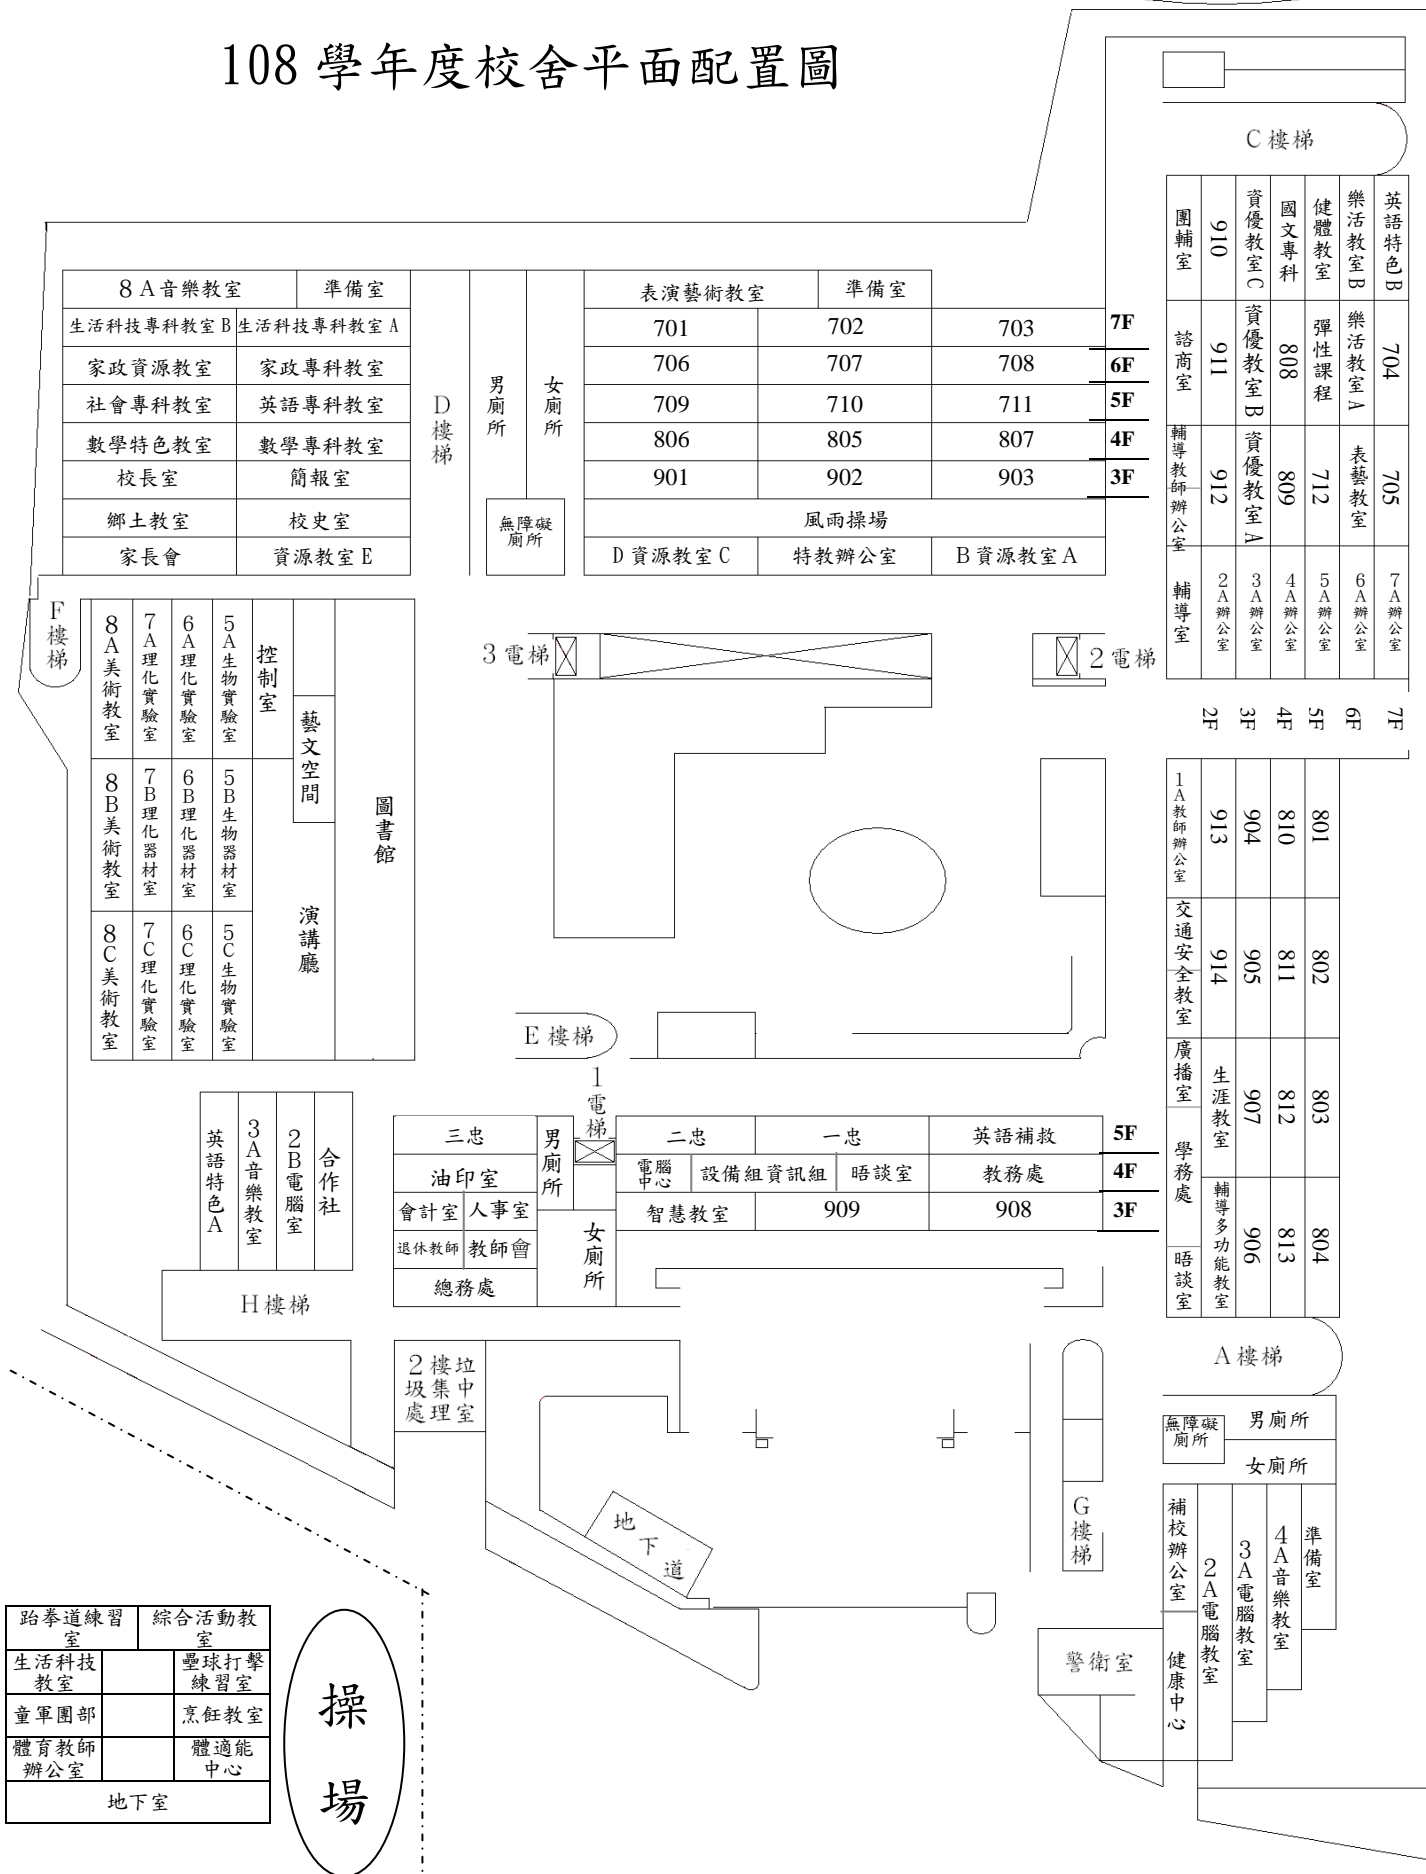 108 學年度校舍平面配置圖
C 樓梯
團輔室
910
資優教室C
國文專科
健體教室
樂活教室B
英語特色B
諮商室
911
資優教室B
808
彈性課程
樂活教室A
704
輔導教師辦公室
912
資優教室A
809
712
表藝教室
705
輔導室
2A辦公室
3A辦公室
4A辦公室
5A辦公室
6A辦公室
7A辦公室
2F
3F
4F
5F
6F
7F
8A音樂教室
準備室
生活科技專科教室 B
生活科技專科教室 A
家政資源教室
家政專科教室
社會專科教室
英語專科教室
數學特色教室
數學專科教室
校長室
簡報室
鄉土教室
校史室
家長會
資源教室 E
D樓梯
男廁所
女廁所
無障礙
廁所
表演藝術教室
準備室
701
702
703
7F
706
707
708
6F
709
710
711
5F
806
805
807
4F
901
902
903
3F
風雨操場
D 資源教室 C
特教辦公室
B 資源教室 A
F樓梯
8A美術教室
7A理化實驗室
6A理化實驗室
5A生物實驗室
控制室
藝文空間
8B美術教室
7B理化器材室
6B理化器材室
5B生物器材室
圖書館
8C美術教室
7C理化實驗室
6C理化實驗室
5C生物實驗室
演講廳
3 電梯
2 電梯
1A教師辦公室
913
904
810
801
交通安全教室
914
905
811
802
廣播室
生涯教室
907
812
803
學務處
輔導多功能教室
906
813
804
晤談室
E 樓梯
1電梯
英語特色A
3A音樂教室
2B電腦室
合作社
H樓梯
三忠
男廁所
二忠
一忠
英語補救
5F
油印室
電腦
中心
設備組資訊組
晤談室
教務處
4F
會計室
人事室
智慧教室
909
908
3F
退休教師
教師會
女廁所
總務處
2樓垃
圾集中
處理室
A 樓梯
無障礙
廁所
男廁所
女廁所
G樓梯
地下道
補校辦公室
2A電腦教室
3A電腦教室
4A音樂教室
準備室
健康中心
警衛室
跆拳道練習
室
綜合活動教
室
生活科技
教室
壘球打擊
練習室
童軍團部
烹飪教室
體育教師
辦公室
體適能
中心
地下室
操場